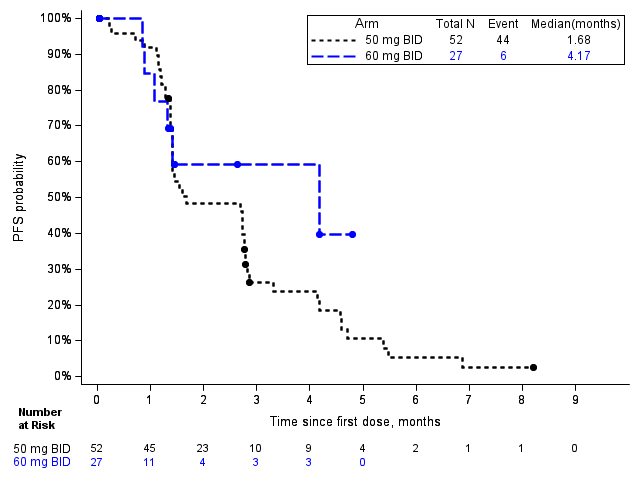 Arm Total N Event Median(months)
50 mg BID 52 44 1.68
60 mg BID 27 6 4.17
PFS probability
100%
90%
80%
70%
60%
50%
40%
30%
20%
10%
0%
0 1 2 3 4 5 6 7 8 9
Time since first dose, months
Number
at Risk
50 mg BID 52 45 23 10 9 4 2 1 1 0
60 mg BID 27 11 4 3 3 0